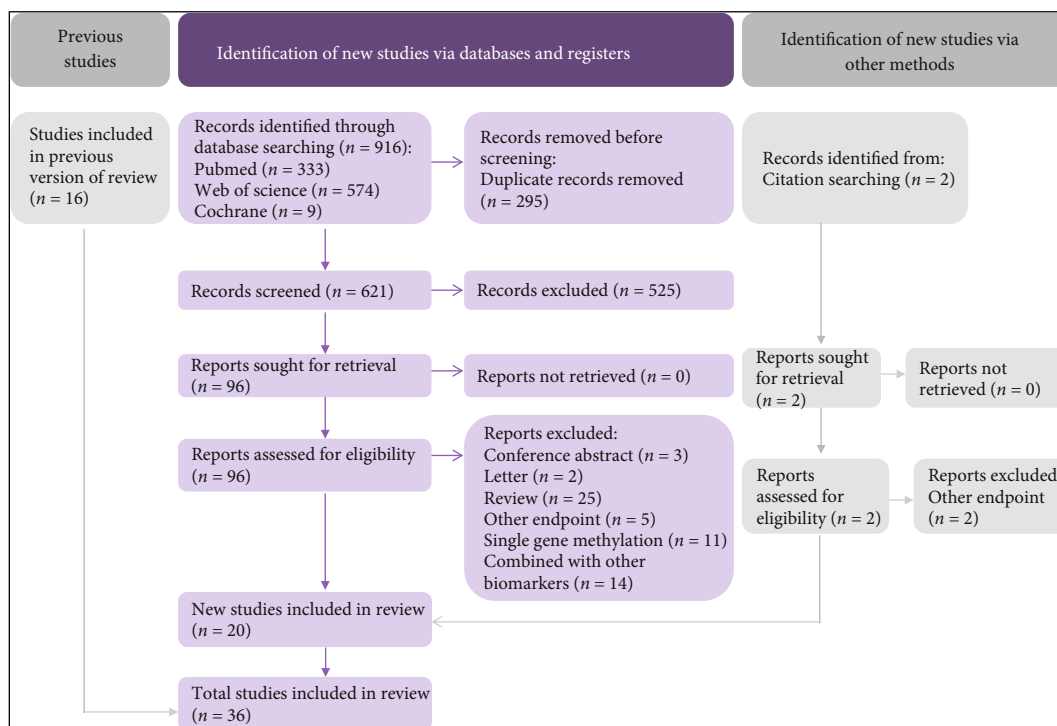 Previous
studies
Identification of new studies via databases and registers
Identification of new studies via
other methods
Studies included
in previous
version of review
(n = 16)
Records identified through
database searching (n = 916):
Pubmed (n = 333)
Web of science (n = 574)
Cochrane (n = 9)
Records removed before
screening:
Duplicate records removed
(n = 295)
Records identified from:
Citation searching (n = 2)
Records screened (n = 621)
Records excluded (n = 525)
Reports sought for retrieval
(n = 96)
Reports not retrieved (n = 0)
Reports sought
for retrieval
(n = 2)
Reports not
retrieved (n = 0)
Reports assessed for eligibility
(n = 96)
Reports excluded:
Conference abstract (n = 3)
Letter (n = 2)
Review (n = 25)
Other endpoint (n = 5)
Single gene methylation (n = 11)
Combined with other
biomarkers (n = 14)
Reports
assessed for
eligibility (n = 2)
Reports excluded
Other endpoint
(n = 2)
New studies included in review
(n = 20)
Total studies included in review
(n = 36)